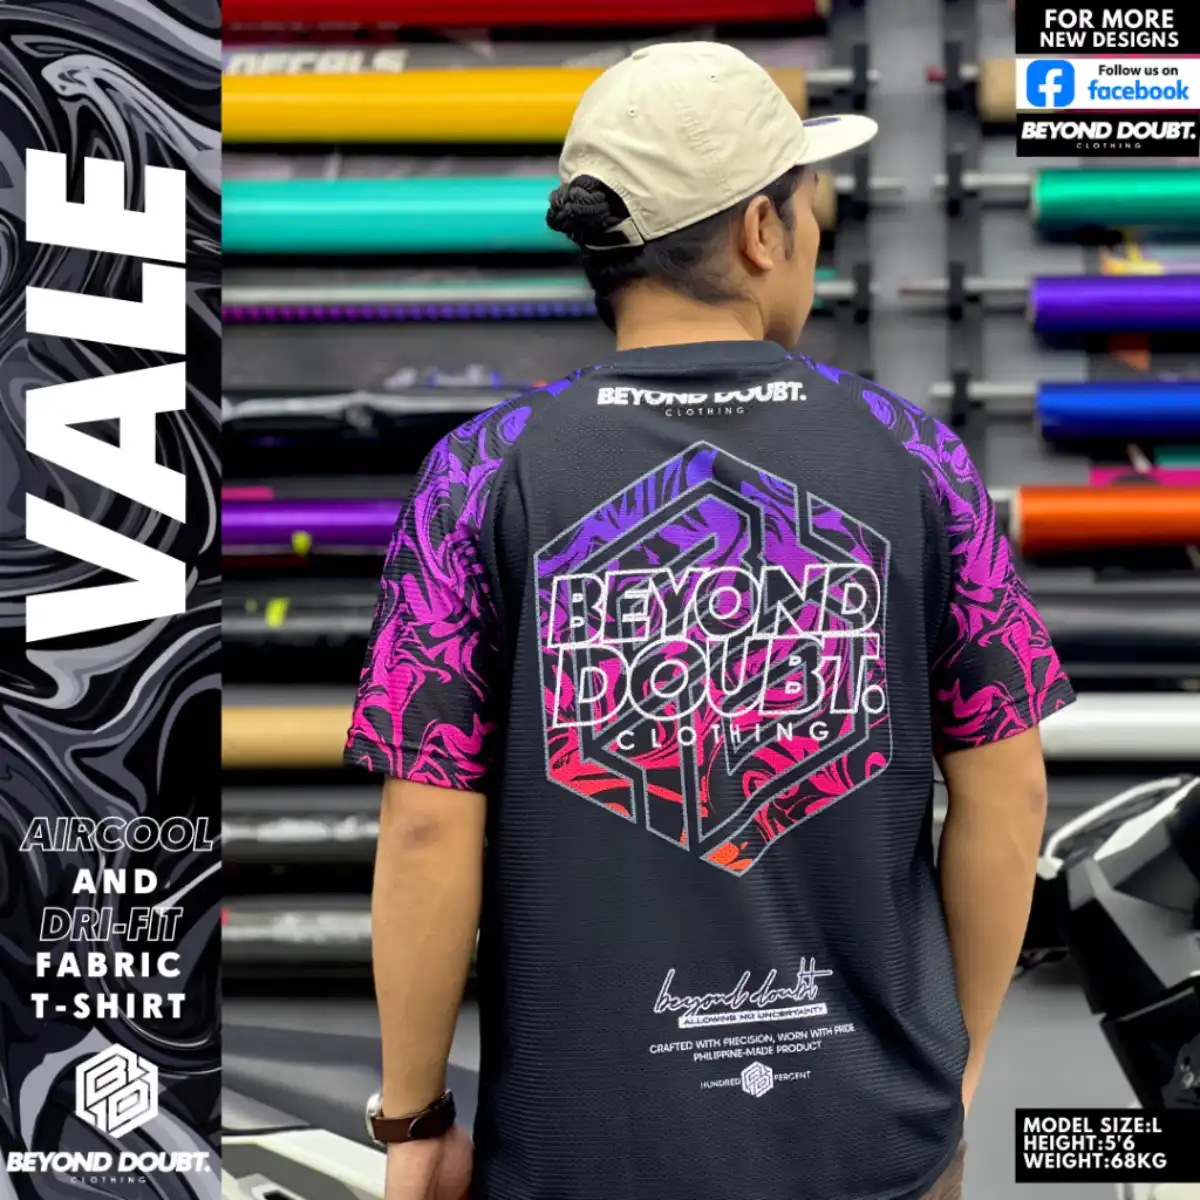 FOR MORE
NEW DESIGNS
Follow us on
facebook
BEYOND DOUBT.
CLOTHING
VALE
AIRCOOL
AND
DRI-FIT
FABRIC
T-SHIRT
BEYOND DOUBT.
CLOTHING
DECALS
BEYOND DOUBT.
CLOTHING
BEYOND
DOUBT.
CLOTHING
beyond doubt
ALLOWING NO UNCERTAINTY
CRAFTED WITH PRECISION, WORN WITH PRIDE
PHILIPPINE-MADE PRODUCT
HUNDRED PERCENT
MODEL SIZE:L
HEIGHT:5'6
WEIGHT:68KG